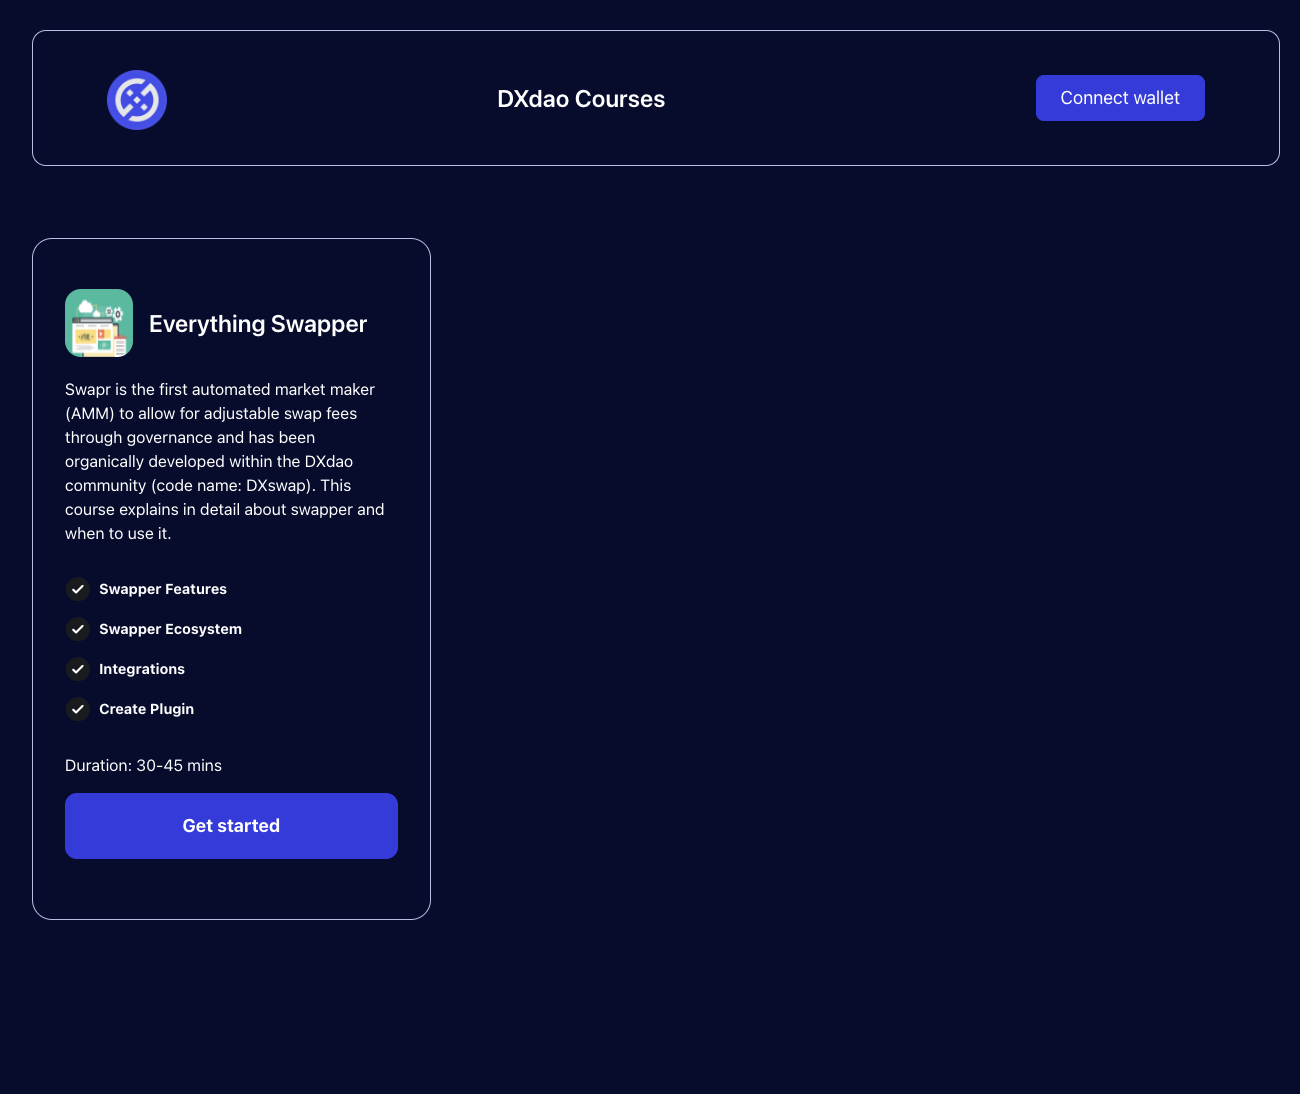 DXdao Courses
Connect wallet
Everything Swapper
Swapr is the first automated market maker
(AMM) to allow for adjustable swap fees
through governance and has been
organically developed within the DXdao
community (code name: DXswap). This
course explains in detail about swapper and
when to use it.
Swapper Features
Swapper Ecosystem
Integrations
Create Plugin
Duration: 30-45 mins
Get started